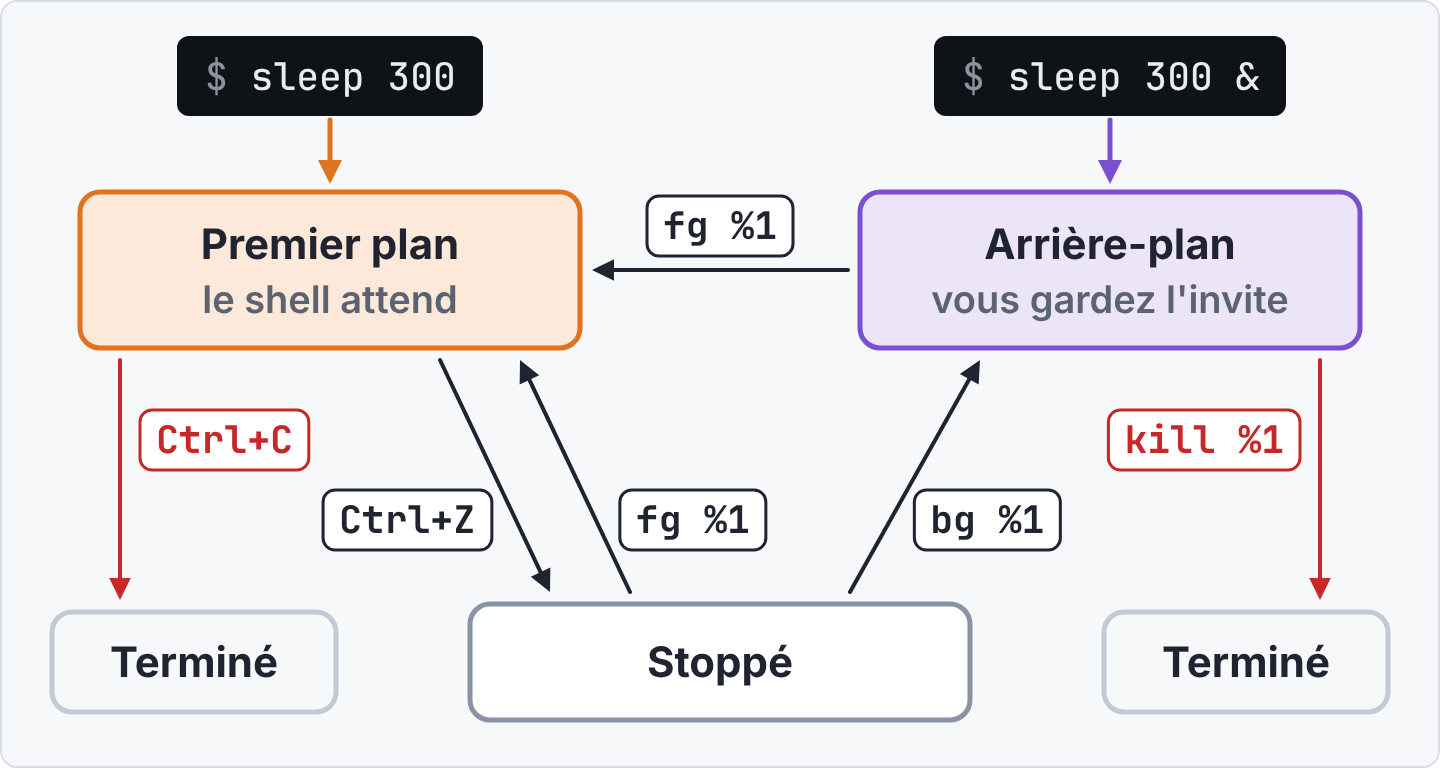 $ sleep 300
$ sleep 300 &
Premier plan
le shell attend
fg %1
Arrière-plan
vous gardez l'invite
Ctrl+C
kill %1
Ctrl+Z
fg %1
bg %1
Terminé
Stoppé
Terminé